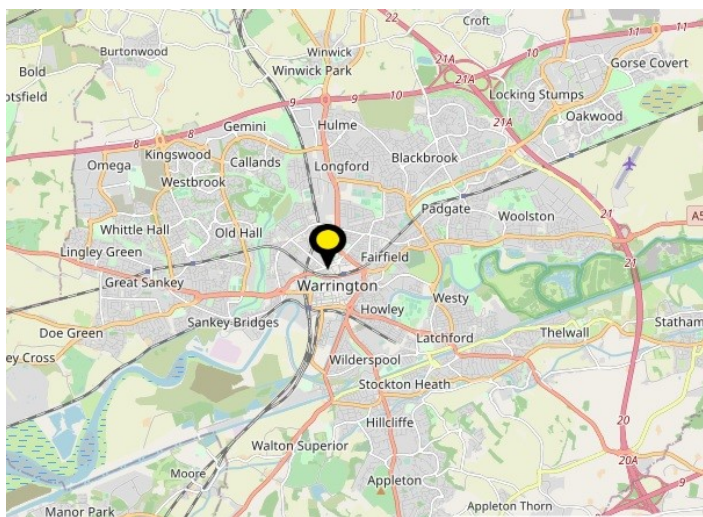 22
Croft
Winwick
Burtonwood
Winwick Park
21A
11
11
Bold
otsfield
21A
10
Gorse Covert
Locking Stumps
9
10
9
21A
Oakwood
Gemini
Hulme
8
8
Kingswood
Omega
Callands
Longford
Blackbrook
Westbrook
Padgate
Woolston
Whittle Hall
Old Hall
21
A5
Lingley Green
Fairfield
21
Great Sankey
Warrington
Westy
Howley
Statham
Doe Green
Sankey Bridges
Latchford
Thelwall
ey Cross
Wilderspool
Stockton Heath
20
Hillcliffe
Walton Superior
20A
Moore
Appleton
Manor Park
Appleton Thorn